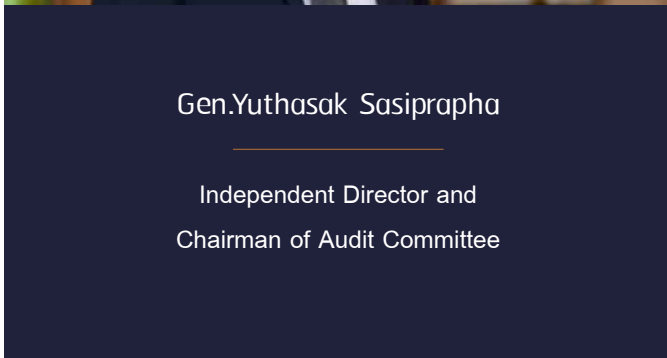 Gen.Yuthasak Sasiprapha
Independent Director and
Chairman of Audit Committee